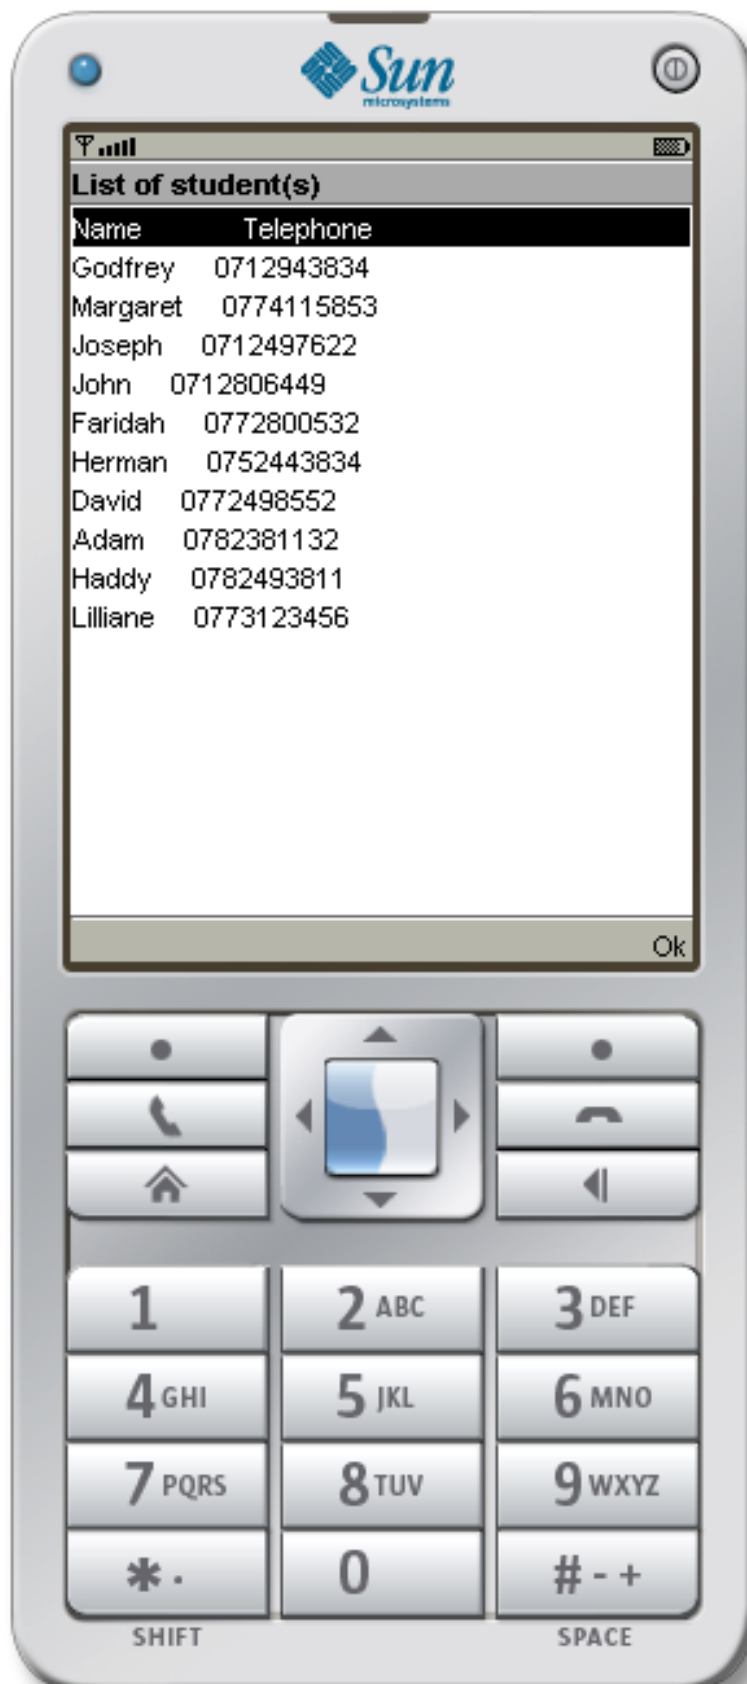 Sun
microsystems
List of student(s)
Name Telephone
Godfrey 0712943834
Margaret 0774115853
Joseph 0712497622
John 0712806449
Faridah 0772800532
Herman 0752443834
David 0772498552
Adam 0782381132
Haddy 0782493811
Lilliane 0773123456
Ok
1 2 ABC 3 DEF
4 GHI 5 JKL 6 MNO
7 PQRS 8 TUV 9 WXYZ
* . 0 # - +
SHIFT SPACE